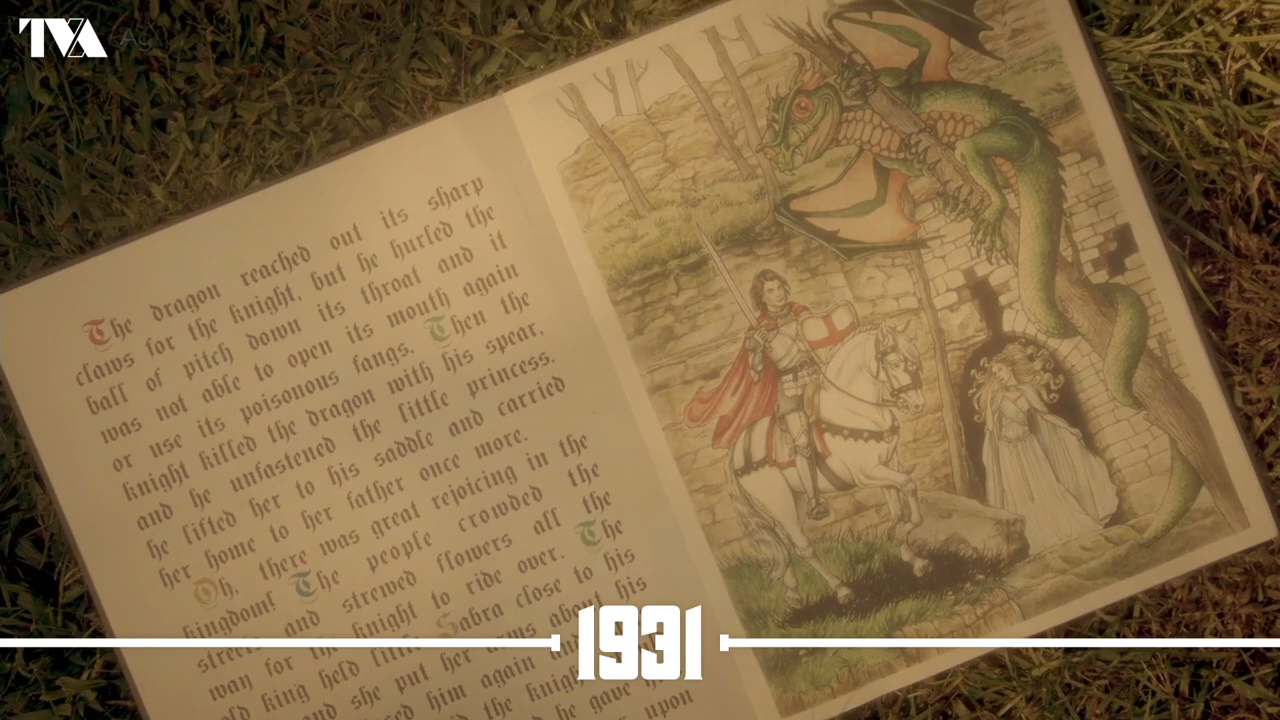 TVA
The dragon reached out its sharp
claws for the knight, but he hurled the
ball of pitch down its throat and it
was not able to open its mouth again
or use its poisonous fangs. Then the
knight killed the dragon with his spear,
and he unfastened the little princess.
he lifted her to his saddle and carried
her home to her father once more.
Oh, there was great rejoicing in the
kingdom! The people crowded the
streets and strewed flowers all the
way for the knight to ride over. The
old king held little Sabra close to his
and she put her arms about his
him again
the
he gave
upon
1931